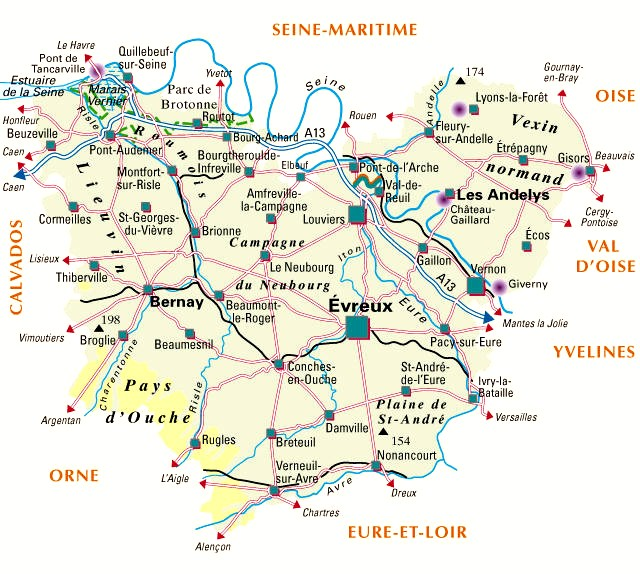 SEINE-MARITIME
Le Havre
Pont de
Tancarville
Quillebeuf-
sur-Seine
Estuaire
de la Seine
Marais
Vernier
Yvetot
Parc de
Brotonne
Seine
174
Gournay-
en-Bray
OISE
Honfleur
Risle
Routot
Rouen
Andelle
Lyons-la-Forêt
Vexin
normand
Beuzeville
Caen
Caen
Pont-Audemer
Roumois
Bourg-Achard
A13
Fleury-
sur-Andelle
Étrépagny
Gisors
Beauvais
Lieuvin
Montfort-
sur-Risle
Bourgtheroulde-
Infreville
Elbeuf
Pont-de-l'Arche
Val-de-
Reuil
Les Andelys
Château-
Gaillard
Cergy-
Pontoise
Cormeilles
St-Georges-
du-Vièvre
Amfreville-
la-Campagne
Louviers
Brionne
Campagne
du Neubourg
Iton
Écos
VAL
D'OISE
CALVADOS
Lisieux
Thiberville
Le Neubourg
Gaillon
Vernon
Giverny
A13
Bernay
Beaumont-
le-Roger
Évreux
Eure
Mantes la Jolie
Vimoutiers
198
Broglie
Beaumesnil
Pacy-sur-Eure
YVELINES
Charentonne
Conches-
en-Ouche
St-André-
de-l'Eure
Ivry-la-
Bataille
Pays
d'Ouche
Risle
Plaine de
St-André
Versailles
Argentan
Damville
Rugles
Breteuil
154
Nonancourt
ORNE
L'Aigle
Verneuil-
sur-Avre
Avre
Dreux
Chartres
Alençon
EURE-ET-LOIR